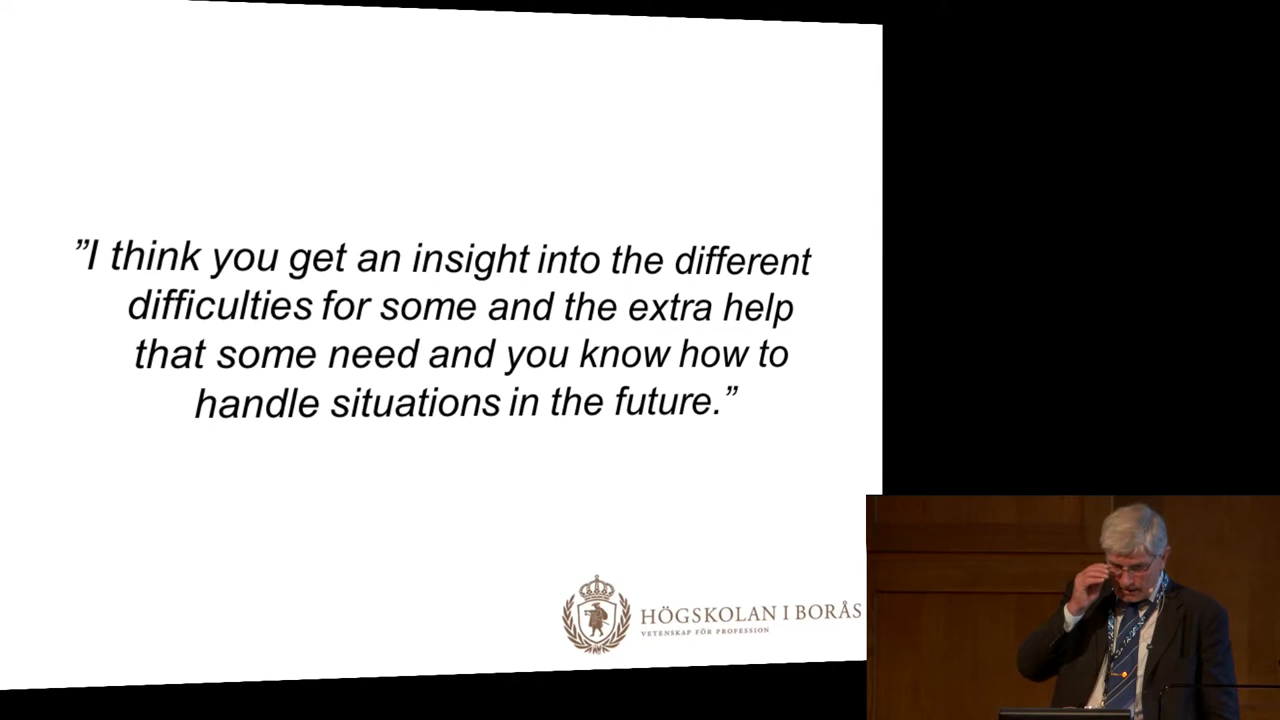 ”I think you get an insight into the different
difficulties for some and the extra help
that some need and you know how to
handle situations in the future.”
HÖGSKOLAN I BORÅS
VETENSKAP FÖR PROFESSION